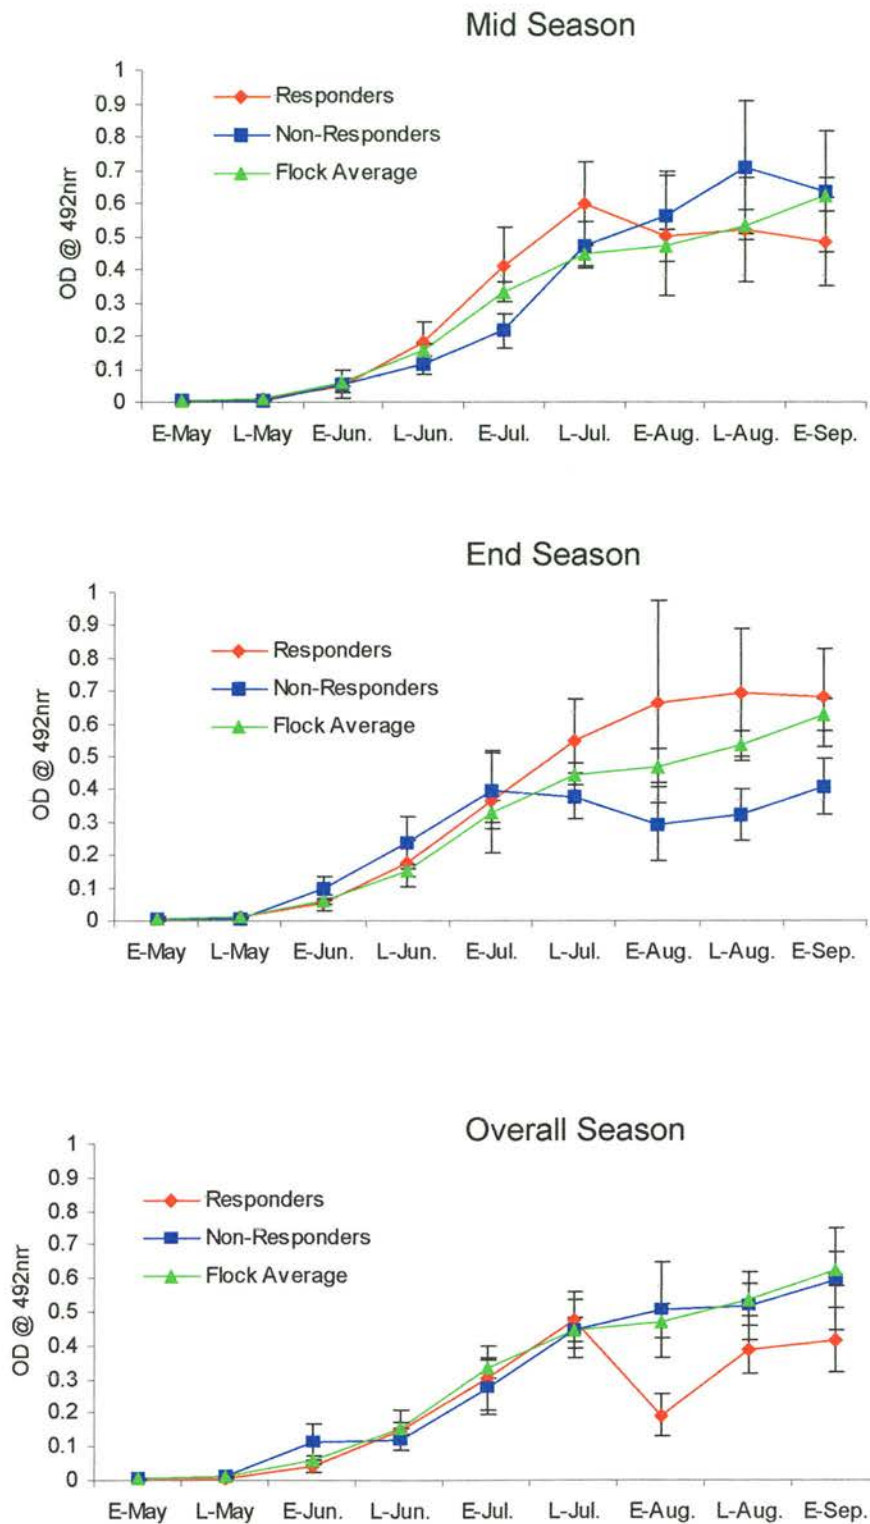 Mid Season
1
0.9
0.8
0.7
0.6
0.5
0.4
0.3
0.2
0.1
0
OD @ 492nm
Responders
Non-Responders
Flock Average
E-May L-May E-Jun. L-Jun. E-Jul. L-Jul. E-Aug. L-Aug. E-Sep.
End Season
1
0.9
0.8
0.7
0.6
0.5
0.4
0.3
0.2
0.1
0
OD @ 492nm
Responders
Non-Responders
Flock Average
E-May L-May E-Jun. L-Jun. E-Jul. L-Jul. E-Aug. L-Aug. E-Sep.
Overall Season
1
0.9
0.8
0.7
0.6
0.5
0.4
0.3
0.2
0.1
0
OD @ 492nm
Responders
Non-Responders
Flock Average
E-May L-May E-Jun. L-Jun. E-Jul. L-Jul. E-Aug. L-Aug. E-Sep.